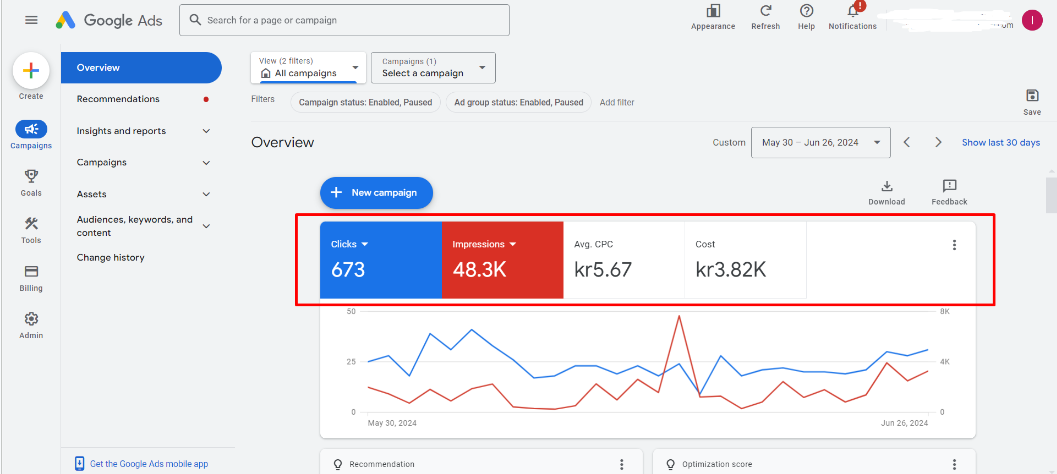 Google Ads
Search for a page or campaign
Appearance
Refresh
Help
Notifications
!
I
Create
Campaigns
Goals
Tools
Billing
Admin
Overview
Recommendations
Insights and reports
Campaigns
Assets
Audiences, keywords, and
content
Change history
Get the Google Ads mobile app
View (2 filters)
All campaigns
Campaigns (1)
Select a campaign
Filters
Campaign status: Enabled, Paused
Ad group status: Enabled, Paused
Add filter
Save
Overview
Custom
May 30 – Jun 26, 2024
Show last 30 days
New campaign
Download
Feedback
Clicks
673
Impressions
48.3K
Avg. CPC
kr5.67
Cost
kr3.82K
50
25
0
8K
4K
0
May 30, 2024
Jun 26, 2024
Recommendation
Optimization score